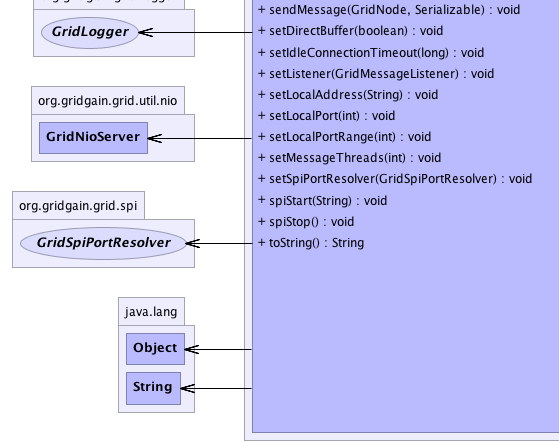 GridLogger
org.gridgain.grid.util.nio
GridNioServer
org.gridgain.grid.spi
GridSpiPortResolver
java.lang
Object
String
+ sendMessage(GridNode, Serializable) : void
+ setDirectBuffer(boolean) : void
+ setIdleConnectionTimeout(long) : void
+ setListener(GridMessageListener) : void
+ setLocalAddress(String) : void
+ setLocalPort(int) : void
+ setLocalPortRange(int) : void
+ setMessageThreads(int) : void
+ setSpiPortResolver(GridSpiPortResolver) : void
+ spiStart(String) : void
+ spiStop() : void
+ toString() : String